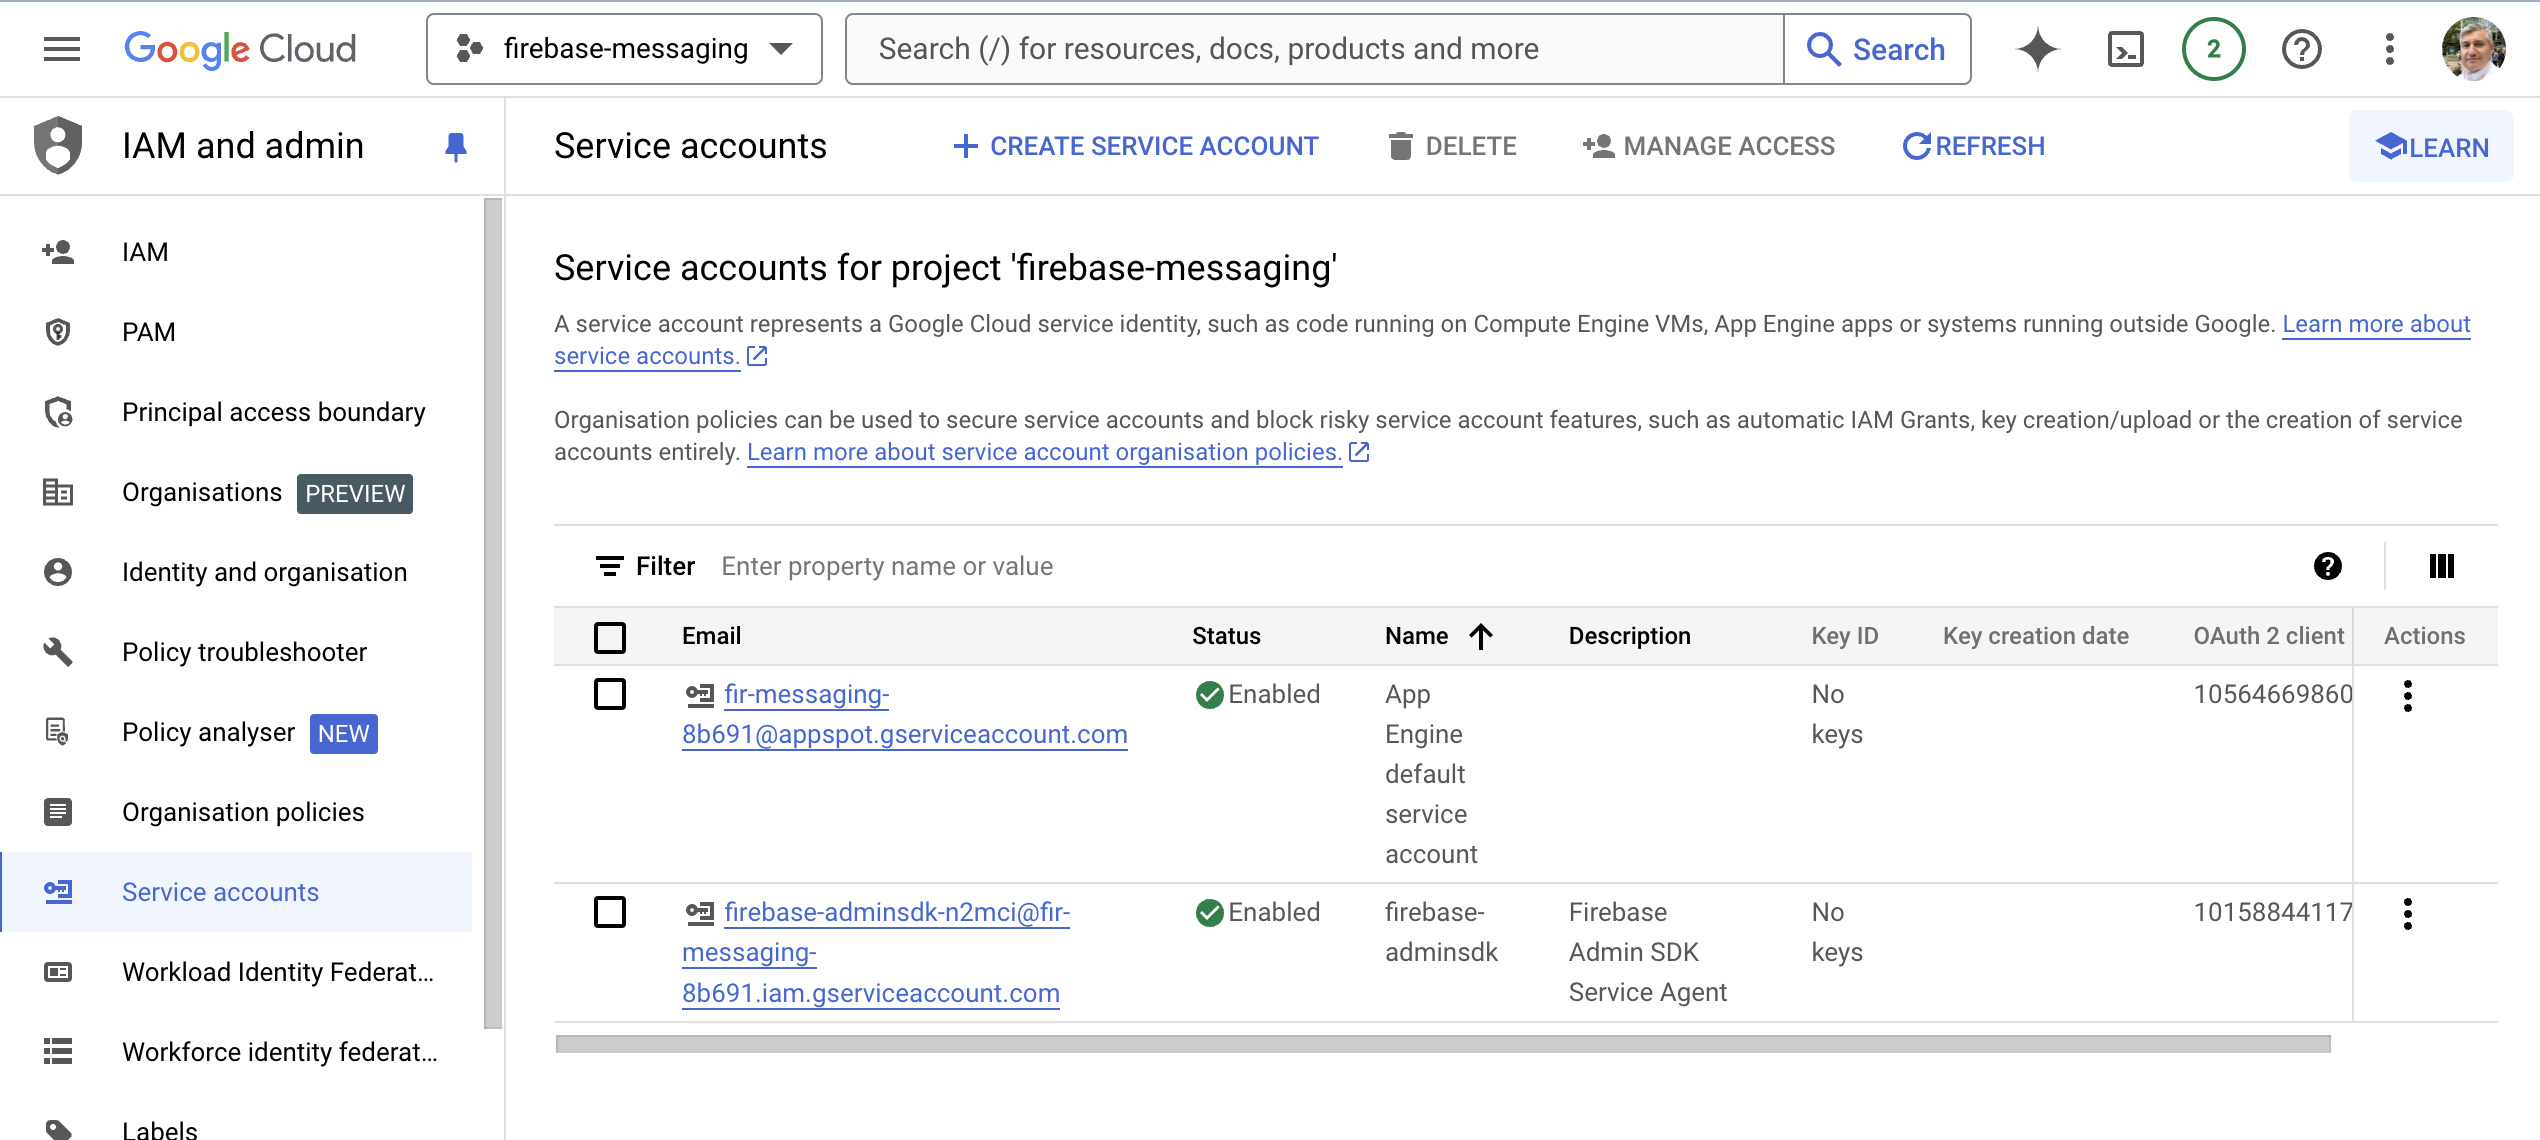 Google Cloud
firebase-messaging
Search (/) for resources, docs, products and more
Search
2
IAM and admin
Service accounts
CREATE SERVICE ACCOUNT
DELETE
MANAGE ACCESS
REFRESH
LEARN
IAM
PAM
Principal access boundary
Organisations PREVIEW
Identity and organisation
Policy troubleshooter
Policy analyser NEW
Organisation policies
Service accounts
Workload Identity Federat...
Workforce identity federat...
Labels
Service accounts for project 'firebase-messaging'
A service account represents a Google Cloud service identity, such as code running on Compute Engine VMs, App Engine apps or systems running outside Google. Learn more about
service accounts.
Organisation policies can be used to secure service accounts and block risky service account features, such as automatic IAM Grants, key creation/upload or the creation of service
accounts entirely. Learn more about service account organisation policies.
Filter Enter property name or value
Email Status Name Description Key ID Key creation date OAuth 2 client Actions
fir-messaging- Enabled App No 10564669860
8b691@appspot.gserviceaccount.com Engine keys
default
service
account
firebase-adminsdk-n2mci@fir- Enabled firebase- Firebase No 10158844117
messaging- adminsdk Admin SDK keys
8b691.iam.gserviceaccount.com Service Agent